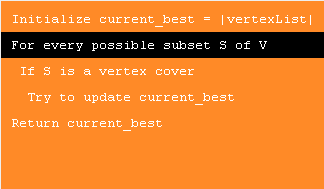 Initialize current_best = |vertexList|
For every possible subset S of V
If S is a vertex cover
Try to update current_best
Return current_best